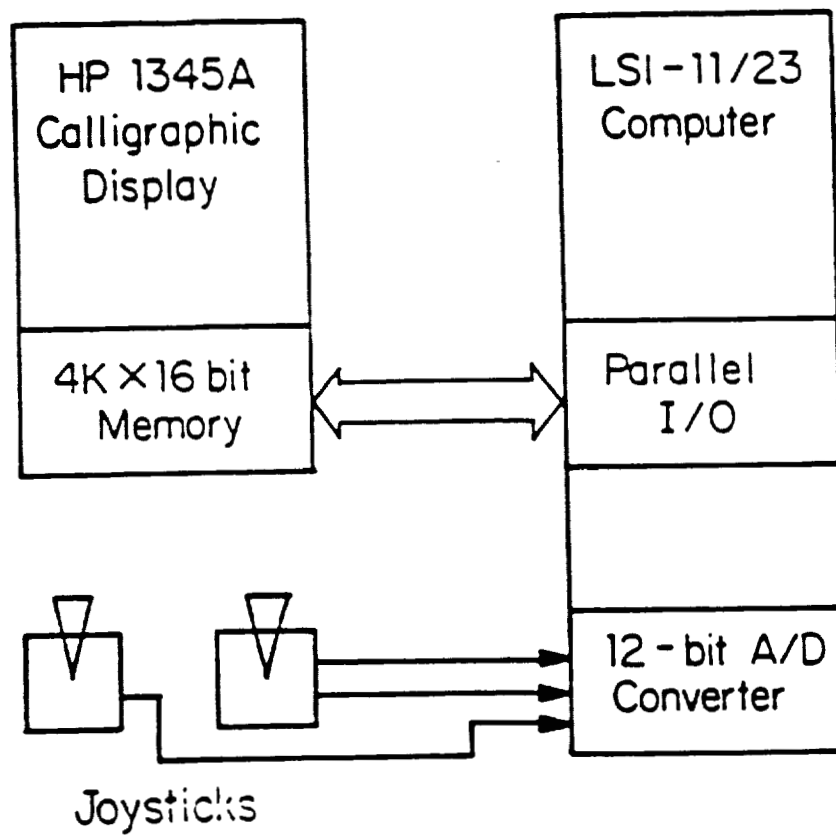 HP 1345A
Calligraphic
Display
4K × 16 bit
Memory
LSI-11/23
Computer
Parallel
I/O
12-bit A/D
Converter
Joysticks